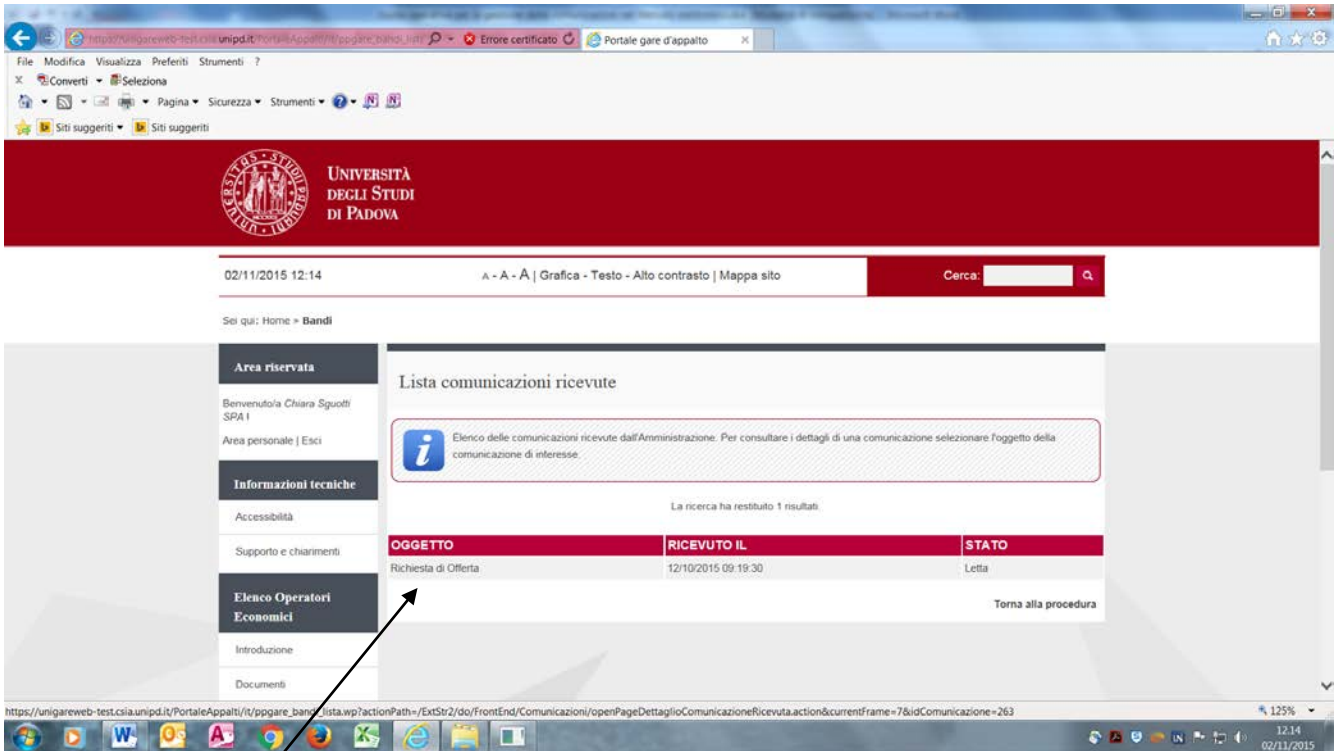 unipd.it
Errore certificato
Portale gare d'appalto
File Modifica Visualizza Preferiti Strumenti ?
x Converti Seleziona
Pagina Sicurezza Strumenti
Siti suggeriti Siti suggeriti
UNIVERSITÀ
DEGLI STUDI
DI PADOVA
02/11/2015 12:14
A - A - A | Grafica - Testo - Alto contrasto | Mappa sito
Cerca:
Sei qui: Home » Bandi
Area riservata
Benvenuto/a Chiara Sguotti
SPA !
Area personale | Esci
Informazioni tecniche
Accessibilità
Supporto e chiarimenti
Elenco Operatori
Economici
Introduzione
Documenti
Lista comunicazioni ricevute
Elenco delle comunicazioni ricevute dall'Amministrazione. Per consultare i dettagli di una comunicazione selezionare l'oggetto della
comunicazione di interesse.
La ricerca ha restituito 1 risultati.
OGGETTO RICEVUTO IL STATO
Richiesta di Offerta 12/10/2015 09:19:30 Letta
Torna alla procedura
https://unigareweb-test.csia.unipd.it/PortaleAppalti/it/ppgare_bandi_lista.wp?actionPath=/ExtStr2/do/FrontEnd/Comunicazioni/openPageDettaglioComunicazioneRicevuta.action&currentFrame=7&idComunicazione=263
125%
12.14
02/11/2015